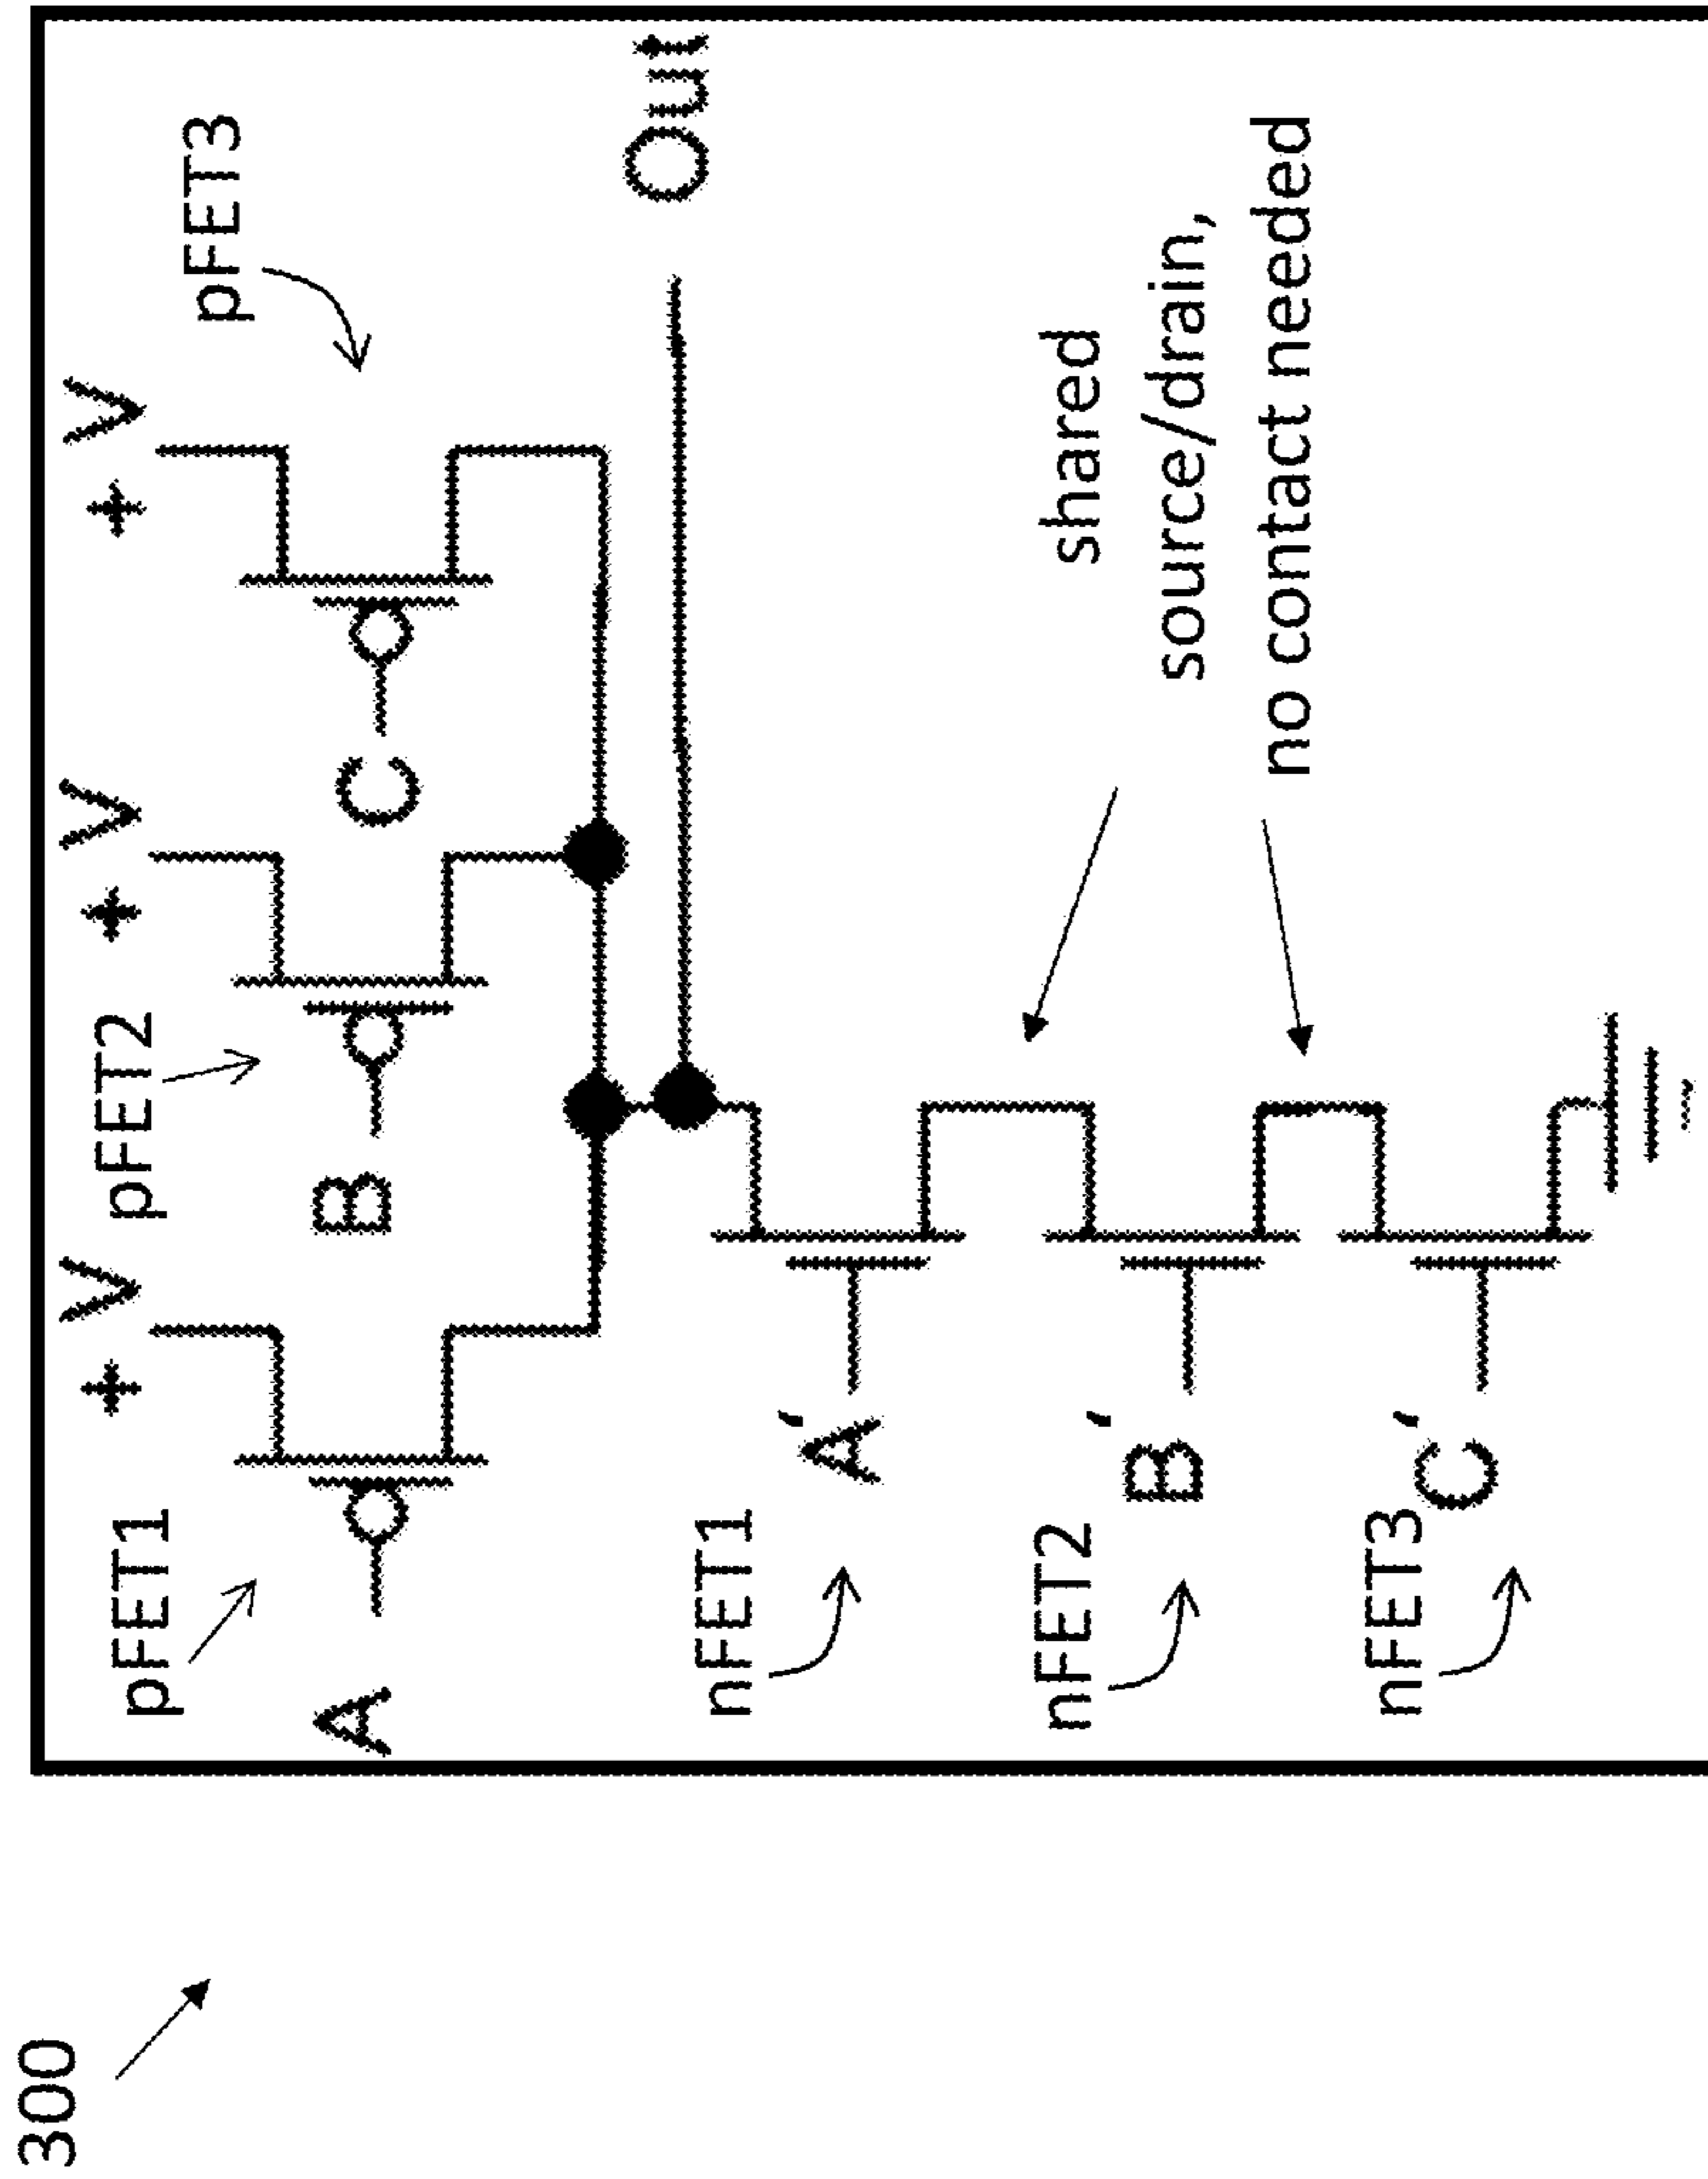 300
+ V
+ V
+ V
pFET1
pFET2
pFET3
A
B
C
Out
nFET1
A'
nFET2
B'
nFET3
C'
shared
source/drain,
no contact needed